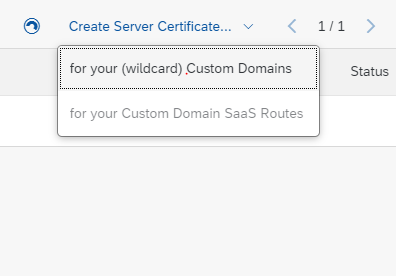 Create Server Certificate... 1 / 1
for your (wildcard) Custom Domains
Status
for your Custom Domain SaaS Routes